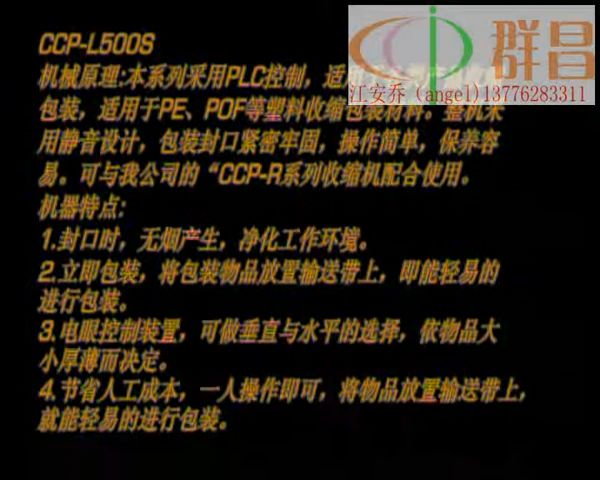 CCP-L500S
群昌
机械原理:本系列采用PLC控制，适
江安乔（angel)13776283311
包装，适用于PE、POF等塑料收缩包装材料。整机采
用静音设计，包装封口紧密牢固，操作简单，保养容
易。可与我公司的“CCP-R系列收缩机配合使用。
机器特点:
1.封口时，无烟产生，净化工作环境。
2.立即包装，将包装物品放置输送带上，即能轻易的
进行包装。
3.电眼控制装置，可做垂直与水平的选择，依物品大
小厚薄而决定。
4.节省人工成本，一人操作即可，将物品放置输送带上，
就能轻易的进行包装。